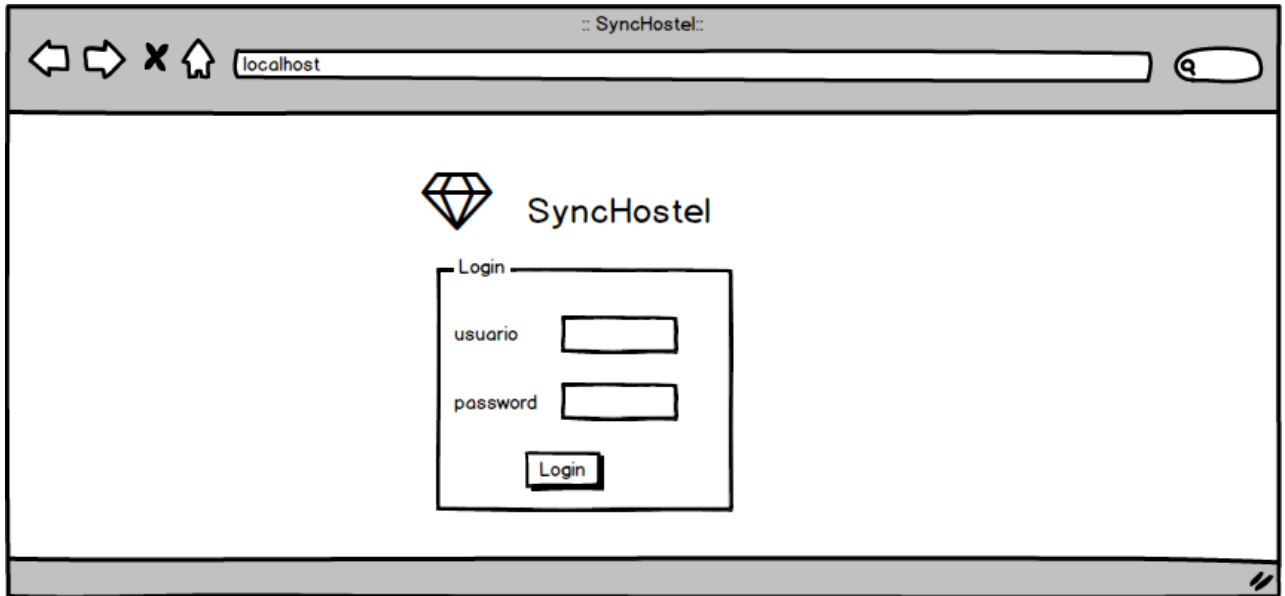 :: SyncHostel::
localhost
SyncHostel
Login
usuario
password
Login